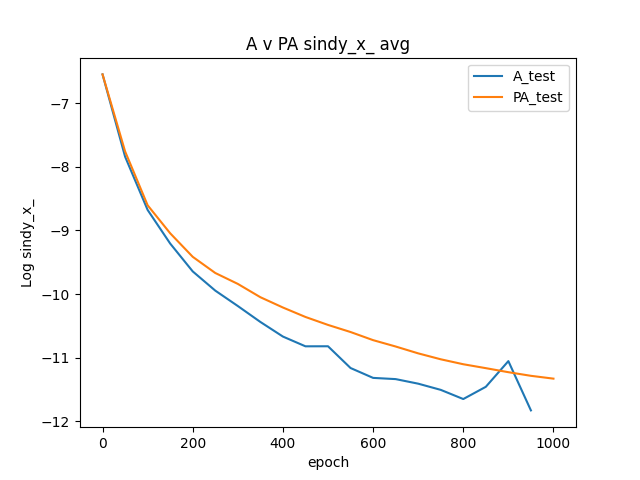 A v PA sindy_x_ avg
A_test
PA_test
Log sindy_x_
−7
−8
−9
−10
−11
−12
0 200 400 600 800 1000
epoch